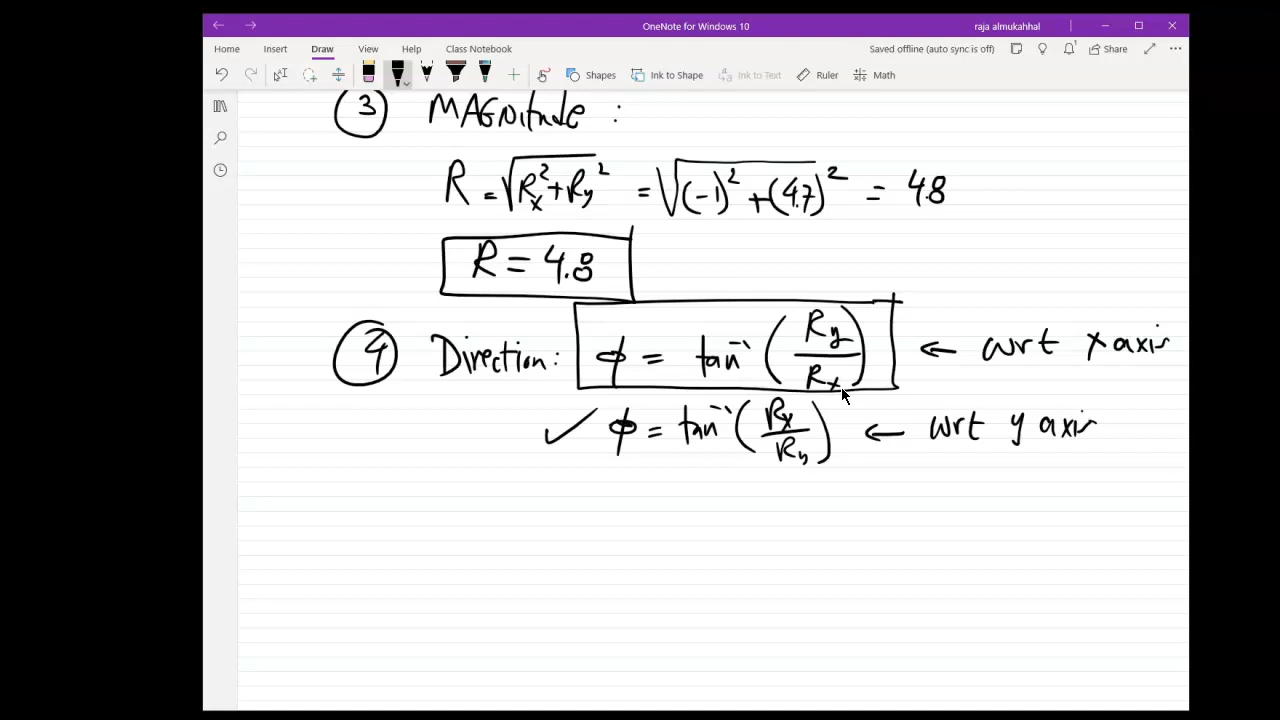 OneNote for Windows 10
raja almukahhal
Home Insert Draw View Help Class Notebook
Saved offline (auto sync is off)
Share
Shapes Ink to Shape Ink to Text Ruler Math
③ MAGnitude :
R = √(Rx² + Ry²) = √((-1)² + (4.7)²) = 4.8
R = 4.8
④ Direction: ϕ = tan⁻¹ (Ry/Rx) ← wrt x axis
✓ ϕ = tan⁻¹ (Rx/Ry) ← wrt y axis